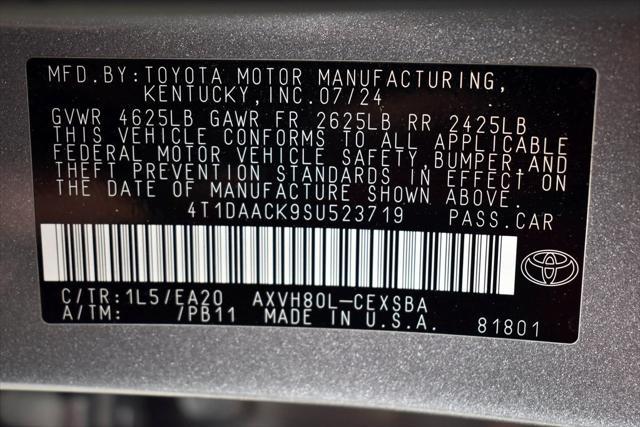 MFD. BY: TOYOTA MOTOR MANUFACTURING,
KENTUCKY, INC. 07/24
GVWR 4625LB GAWR FR 2625LB RR 2425LB
THIS VEHICLE CONFORMS TO ALL APPLICABLE
FEDERAL MOTOR VEHICLE SAFETY, BUMPER, AND
THEFT PREVENTION STANDARDS IN EFFECT ON
THE DATE OF MANUFACTURE SHOWN ABOVE.
4T1DAACK9SU523719 PASS. CAR
C/TR: 1L5/EA20 AXVH80L-CEXSBA
A/TM: /PB11 MADE IN U.S.A. 81801